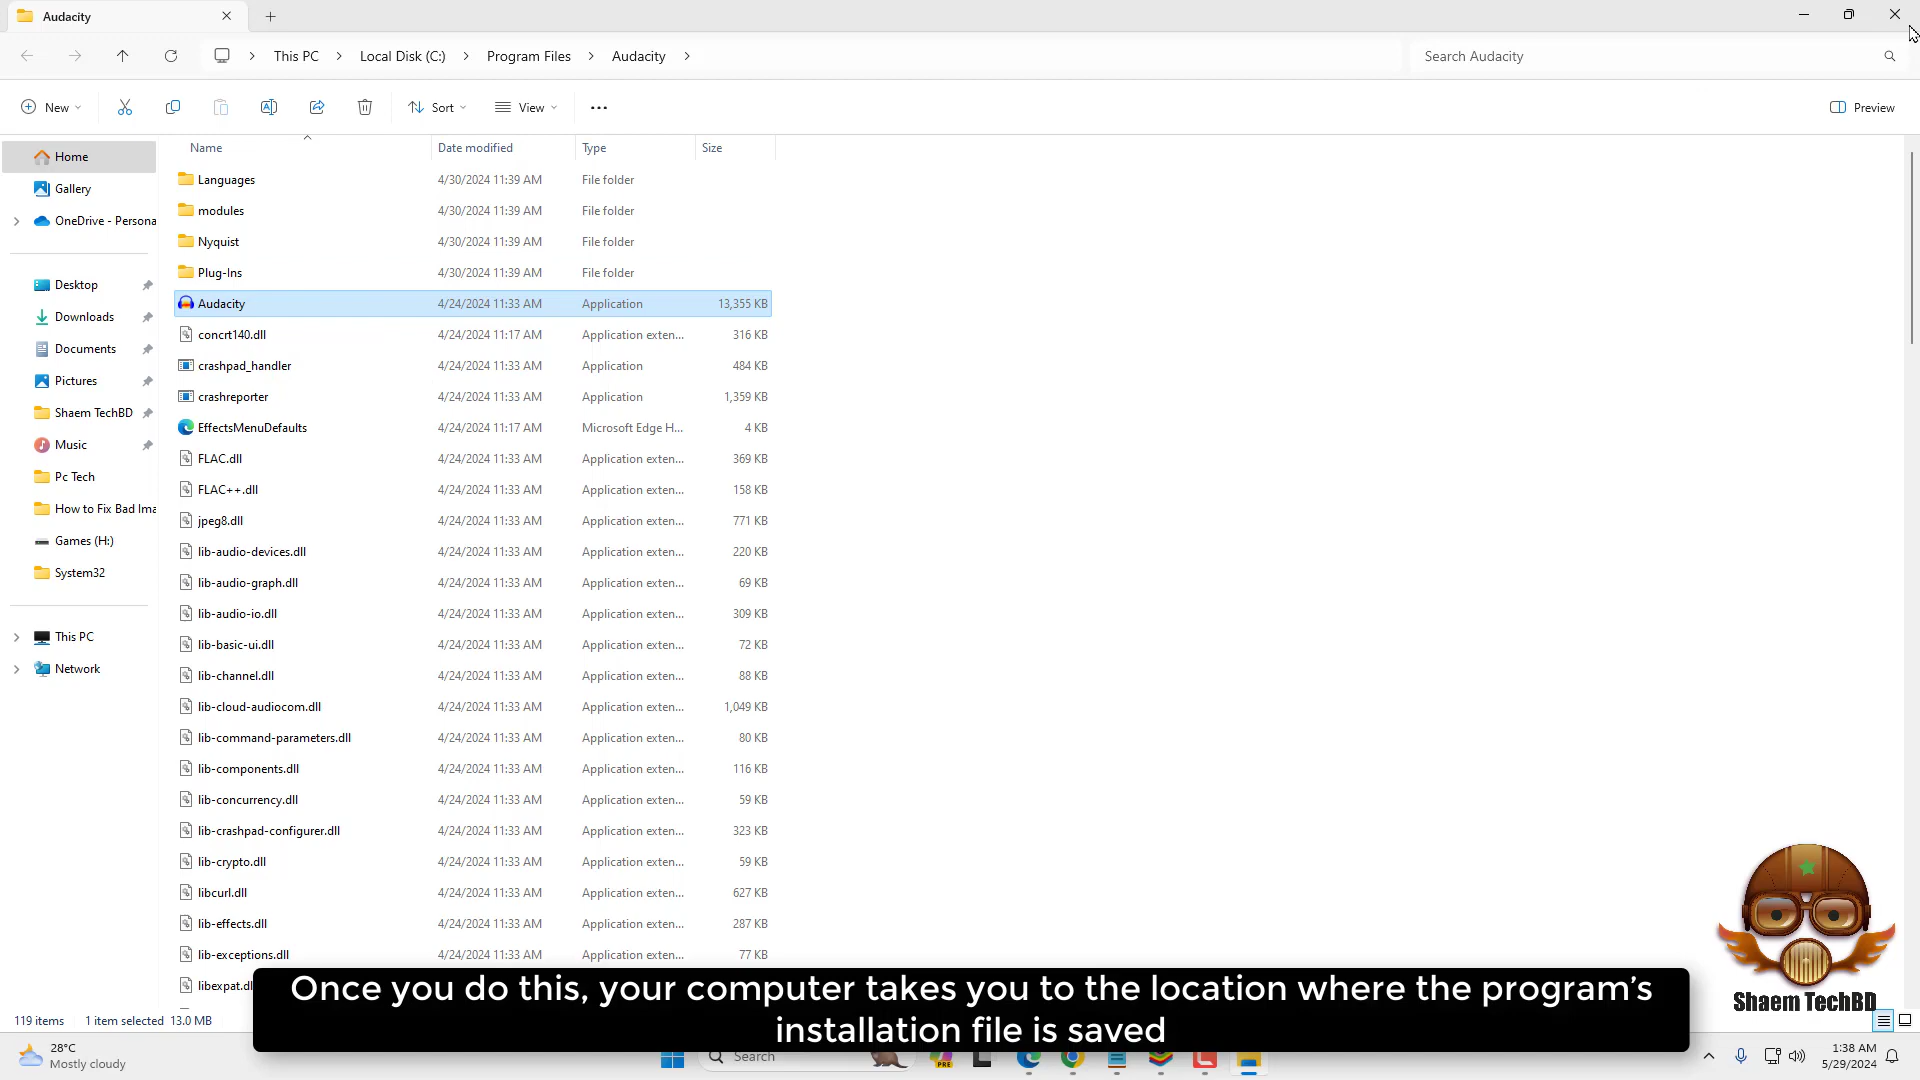 Audacity
This PC
Local Disk (C:)
Program Files
Audacity
Search Audacity
New
Sort
View
Preview
Home
Gallery
OneDrive - Persona
Desktop
Downloads
Documents
Pictures
Shaem TechBD
Music
Pc Tech
How to Fix Bad Ima
Games (H:)
System32
This PC
Network
Name Date modified Type Size
Languages 4/30/2024 11:39 AM File folder
modules 4/30/2024 11:39 AM File folder
Nyquist 4/30/2024 11:39 AM File folder
Plug-Ins 4/30/2024 11:39 AM File folder
Audacity 4/24/2024 11:33 AM Application 13,355 KB
concrt140.dll 4/24/2024 11:17 AM Application exten... 316 KB
crashpad_handler 4/24/2024 11:33 AM Application 484 KB
crashreporter 4/24/2024 11:33 AM Application 1,359 KB
EffectsMenuDefaults 4/24/2024 11:17 AM Microsoft Edge H... 4 KB
FLAC.dll 4/24/2024 11:33 AM Application exten... 369 KB
FLAC++.dll 4/24/2024 11:33 AM Application exten... 158 KB
jpeg8.dll 4/24/2024 11:33 AM Application exten... 771 KB
lib-audio-devices.dll 4/24/2024 11:33 AM Application exten... 220 KB
lib-audio-graph.dll 4/24/2024 11:33 AM Application exten... 69 KB
lib-audio-io.dll 4/24/2024 11:33 AM Application exten... 309 KB
lib-basic-ui.dll 4/24/2024 11:33 AM Application exten... 72 KB
lib-channel.dll 4/24/2024 11:33 AM Application exten... 88 KB
lib-cloud-audiocom.dll 4/24/2024 11:33 AM Application exten... 1,049 KB
lib-command-parameters.dll 4/24/2024 11:33 AM Application exten... 80 KB
lib-components.dll 4/24/2024 11:33 AM Application exten... 116 KB
lib-concurrency.dll 4/24/2024 11:33 AM Application exten... 59 KB
lib-crashpad-configurer.dll 4/24/2024 11:33 AM Application exten... 323 KB
lib-crypto.dll 4/24/2024 11:33 AM Application exten... 59 KB
libcurl.dll 4/24/2024 11:33 AM Application exten... 627 KB
lib-effects.dll 4/24/2024 11:33 AM Application exten... 287 KB
lib-exceptions.dll 4/24/2024 11:33 AM Application exten... 77 KB
libexpat.dl
Once you do this, your computer takes you to the location where the program's
installation file is saved
Shaem TechBD
119 items 1 item selected 13.0 MB
28°C
Mostly cloudy
Search
PRE
1:38 AM
5/29/2024